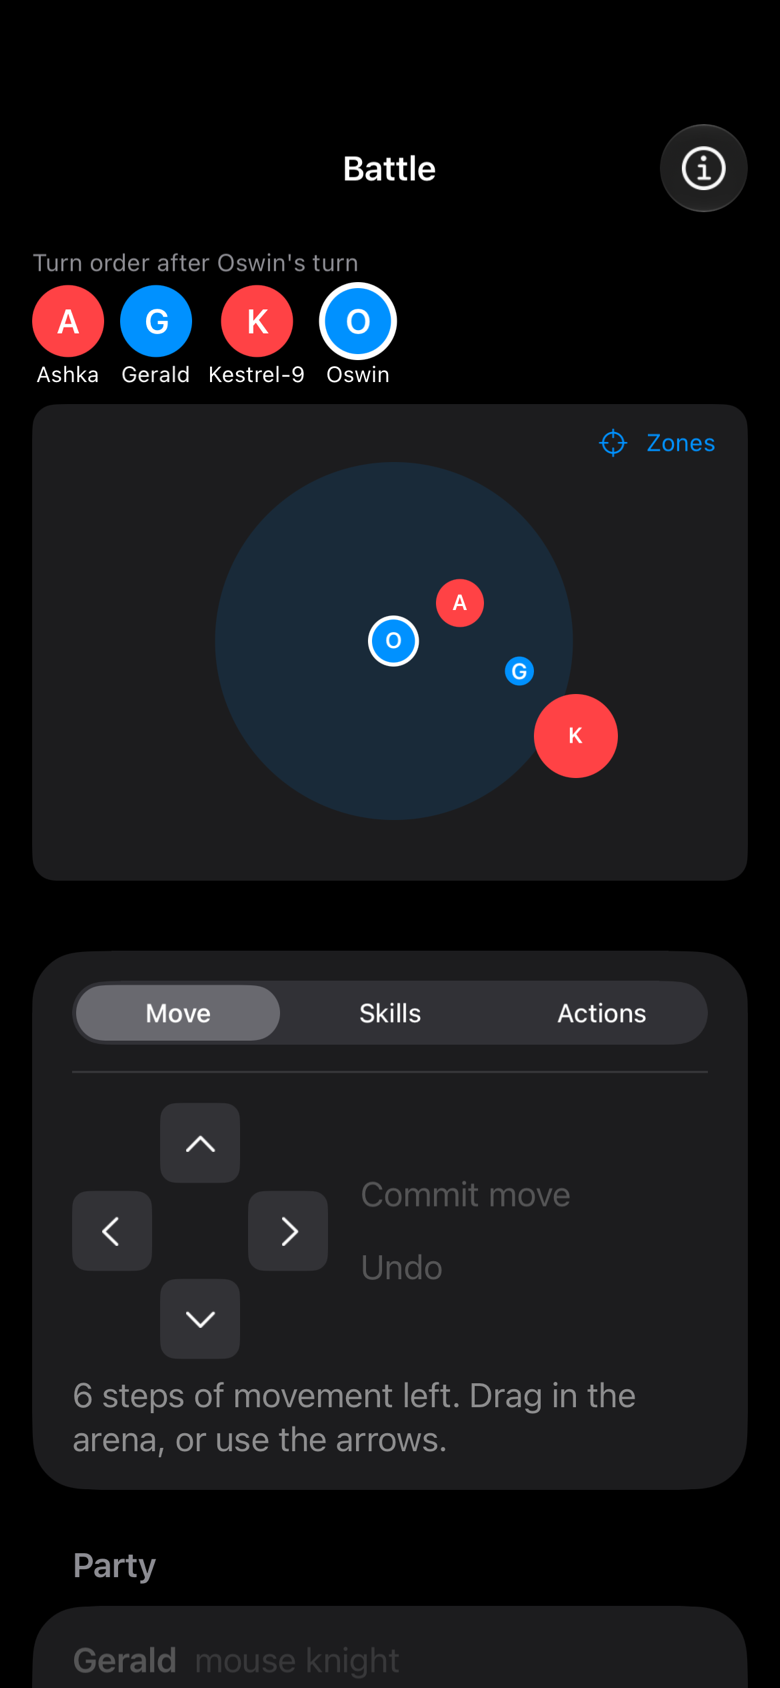 Battle
Turn order after Oswin's turn
A G K O
Ashka Gerald Kestrel-9 Oswin
Zones
A
O
G
K
Move Skills Actions
Commit move
Undo
6 steps of movement left. Drag in the
arena, or use the arrows.
Party
Gerald mouse knight